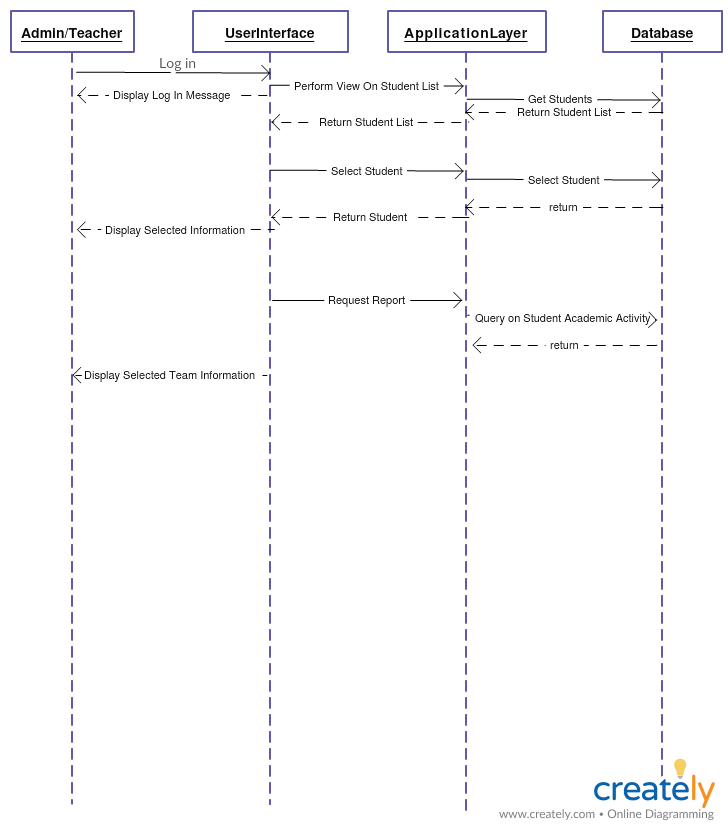 Admin/Teacher
UserInterface
ApplicationLayer
Database
Log in
Perform View On Student List
Display Log In Message
Get Students
Return Student List
Return Student List
Select Student
Select Student
return
Return Student
Display Selected Information
Request Report
Query on Student Academic Activity
return
Display Selected Team Information
creately
www.creately.com • Online Diagramming